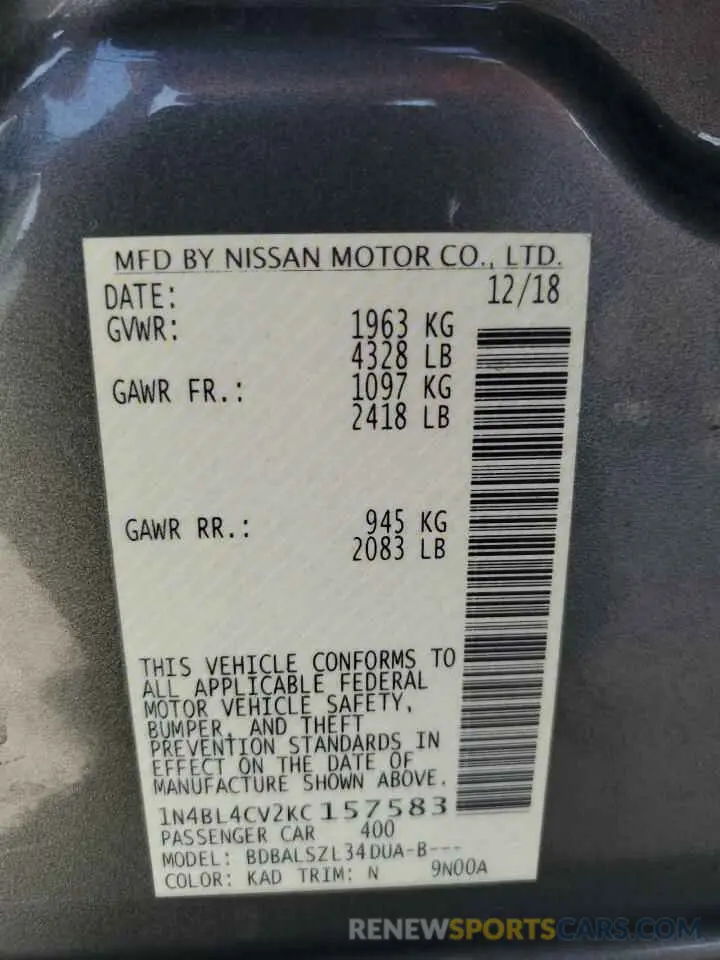 MFD BY NISSAN MOTOR CO., LTD.
DATE: 12/18
GVWR: 1963 KG
4328 LB
GAWR FR.: 1097 KG
2418 LB
GAWR RR.: 945 KG
2083 LB
THIS VEHICLE CONFORMS TO
ALL APPLICABLE FEDERAL
MOTOR VEHICLE SAFETY,
BUMPER, AND THEFT
PREVENTION STANDARDS IN
EFFECT ON THE DATE OF
MANUFACTURE SHOWN ABOVE.
1N4BL4CV2KC157583
PASSENGER CAR 400
MODEL: BDBALSZL34DUA-B---
COLOR: KAD TRIM: N 9N00A
RENEWSPORTSCARS.COM